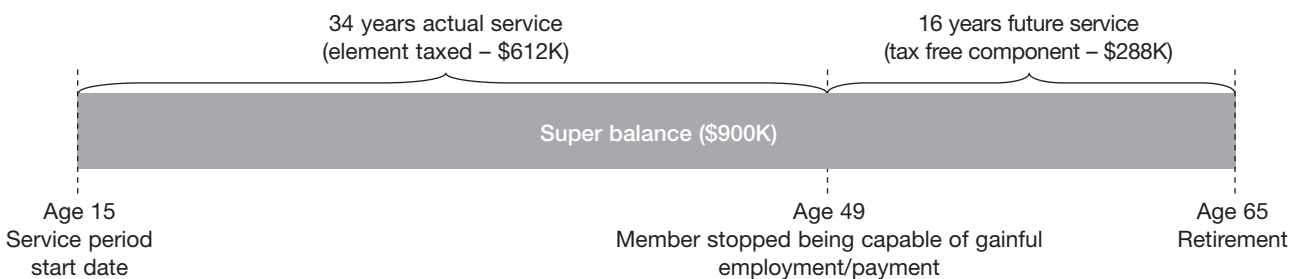 34 years actual service
(element taxed – $612K)
16 years future service
(tax free component – $288K)
Super balance ($900K)
Age 15
Service period
start date
Age 49
Member stopped being capable of gainful
employment/payment
Age 65
Retirement